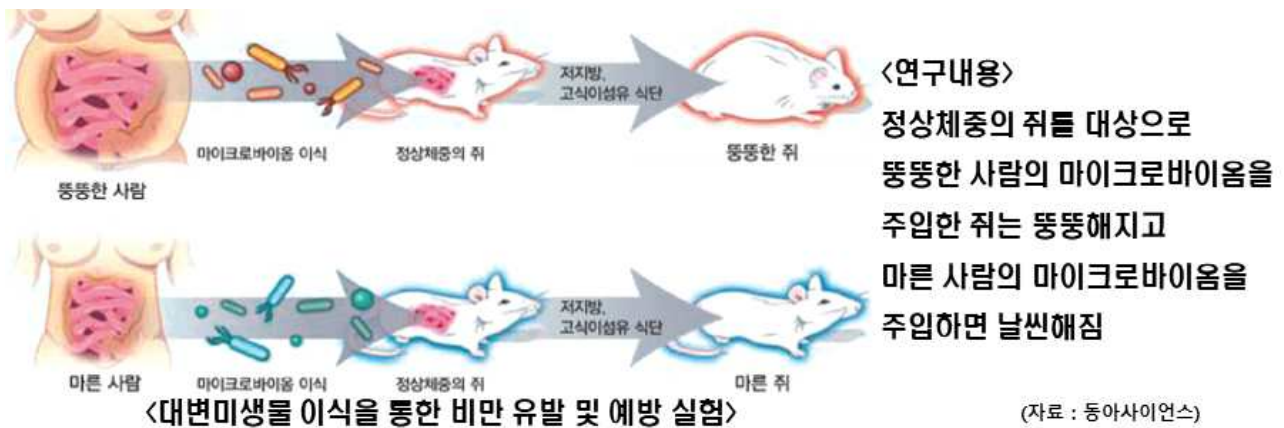 저지방,
고식이섬유 식단
마이크로바이옴 이식
정상체중의 쥐
뚱뚱한 쥐
뚱뚱한 사람
저지방,
고식이섬유 식단
마른 사람
마이크로바이옴 이식
정상체중의 쥐
마른 쥐
<대변미생물 이식을 통한 비만 유발 및 예방 실험>
<연구내용>
정상체중의 쥐를 대상으로
뚱뚱한 사람의 마이크로바이옴을
주입한 쥐는 뚱뚱해지고
마른 사람의 마이크로바이옴을
주입하면 날씬해짐
(자료 : 동아사이언스)